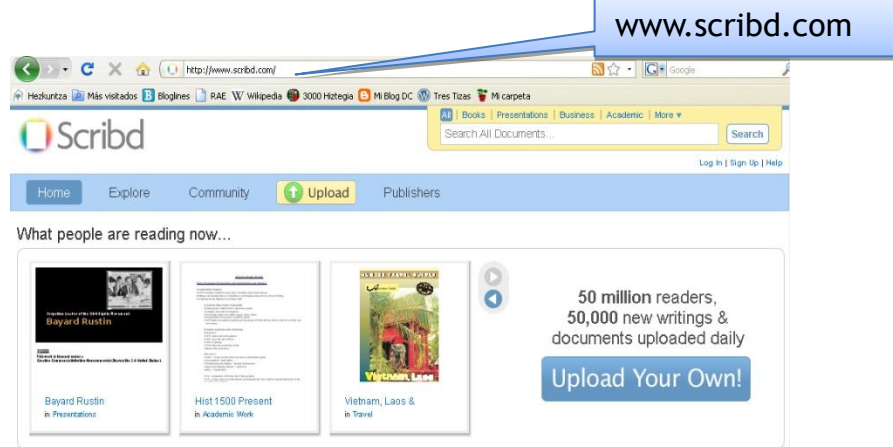 www.scribd.com
http://www.scribd.com/
Google
Hezkuntza Más visitados Bloglines RAE Wikipedia 3000 Hiztegia Mi Blog DC Tres Tizas Mi carpeta
Scribd
All | Books | Presentations | Business | Academic | More
Search All Documents...
Search
Log In | Sign Up | Help
Home Explore Community Upload Publishers
What people are reading now...
Bayard Rustin
Vietnam, Laos
Bayard Rustin
in Presentations
Hist 1500 Present
in Academic Work
Vietnam, Laos &
in Travel
50 million readers,
50,000 new writings &
documents uploaded daily
Upload Your Own!